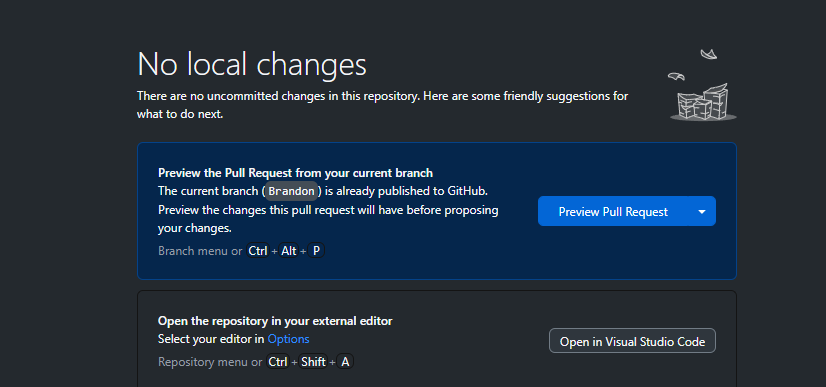 No local changes
There are no uncommitted changes in this repository. Here are some friendly suggestions for
what to do next.
Preview the Pull Request from your current branch
The current branch (Brandon) is already published to GitHub.
Preview the changes this pull request will have before proposing
your changes.
Branch menu or Ctrl + Alt + P
Preview Pull Request
Open the repository in your external editor
Select your editor in Options
Repository menu or Ctrl + Shift + A
Open in Visual Studio Code